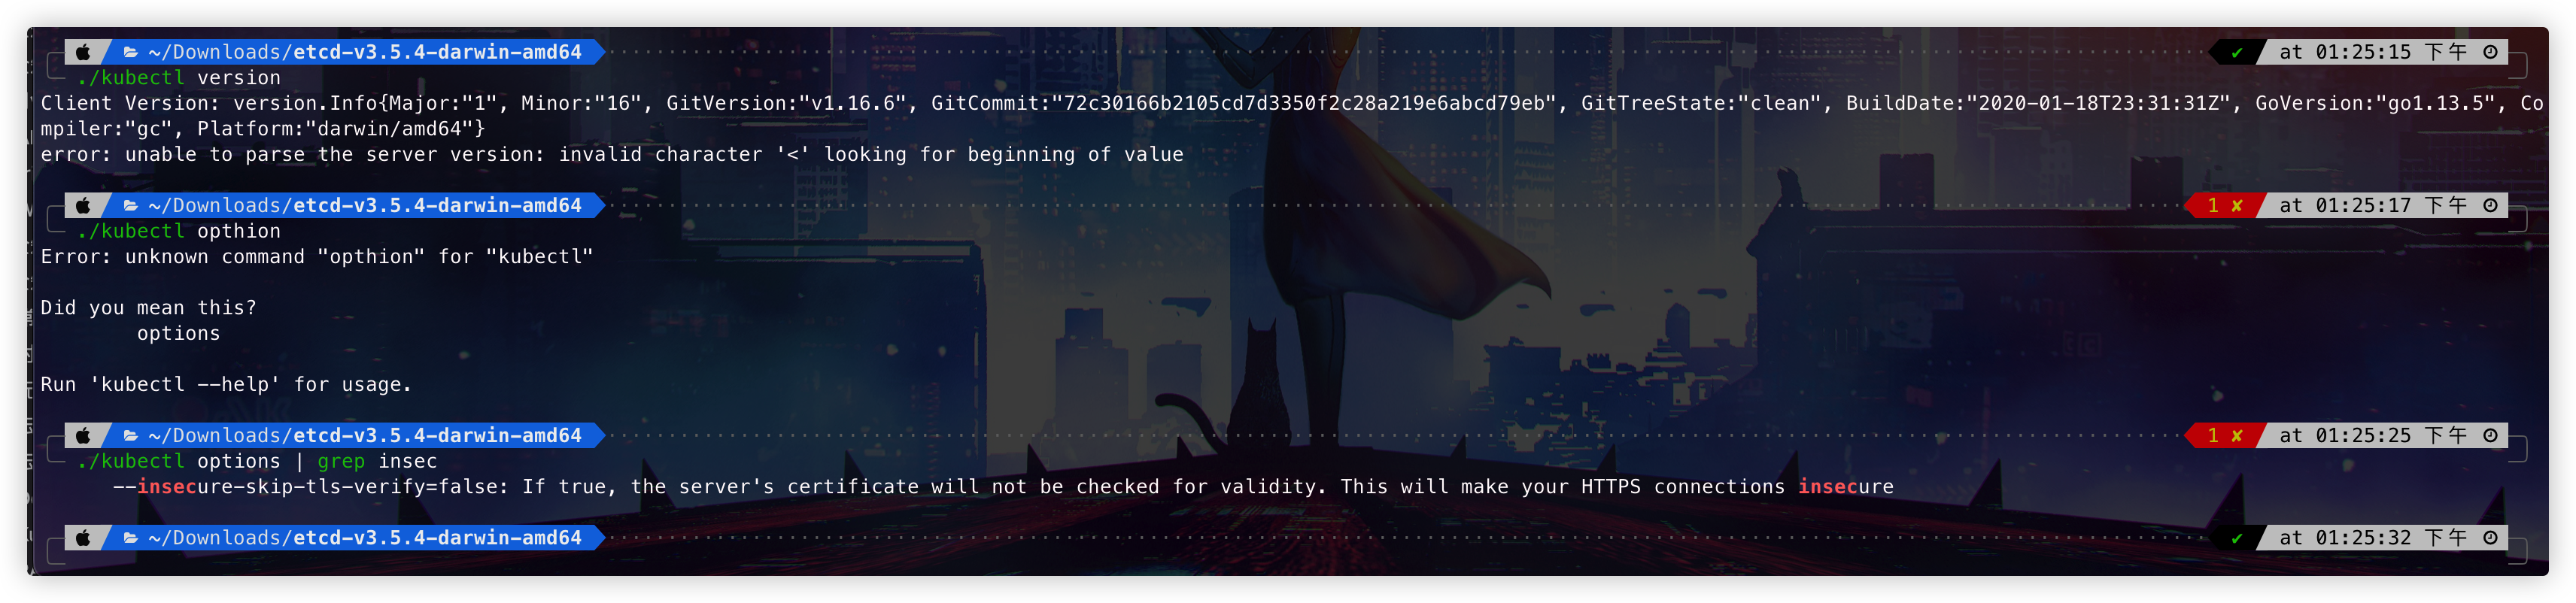 ~/Downloads/etcd-v3.5.4-darwin-amd64 ✔ at 01:25:15 下午
./kubectl version
Client Version: version.Info{Major:"1", Minor:"16", GitVersion:"v1.16.6", GitCommit:"72c30166b2105cd7d3350f2c28a219e6abcd79eb", GitTreeState:"clean", BuildDate:"2020-01-18T23:31:31Z", GoVersion:"go1.13.5", Co
mpiler:"gc", Platform:"darwin/amd64"}
error: unable to parse the server version: invalid character '<' looking for beginning of value
~/Downloads/etcd-v3.5.4-darwin-amd64 1 ✘ at 01:25:17 下午
./kubectl opthion
Error: unknown command "opthion" for "kubectl"
Did you mean this?
options
Run 'kubectl --help' for usage.
~/Downloads/etcd-v3.5.4-darwin-amd64 1 ✘ at 01:25:25 下午
./kubectl options | grep insec
--insecure-skip-tls-verify=false: If true, the server's certificate will not be checked for validity. This will make your HTTPS connections insecure
~/Downloads/etcd-v3.5.4-darwin-amd64 ✔ at 01:25:32 下午